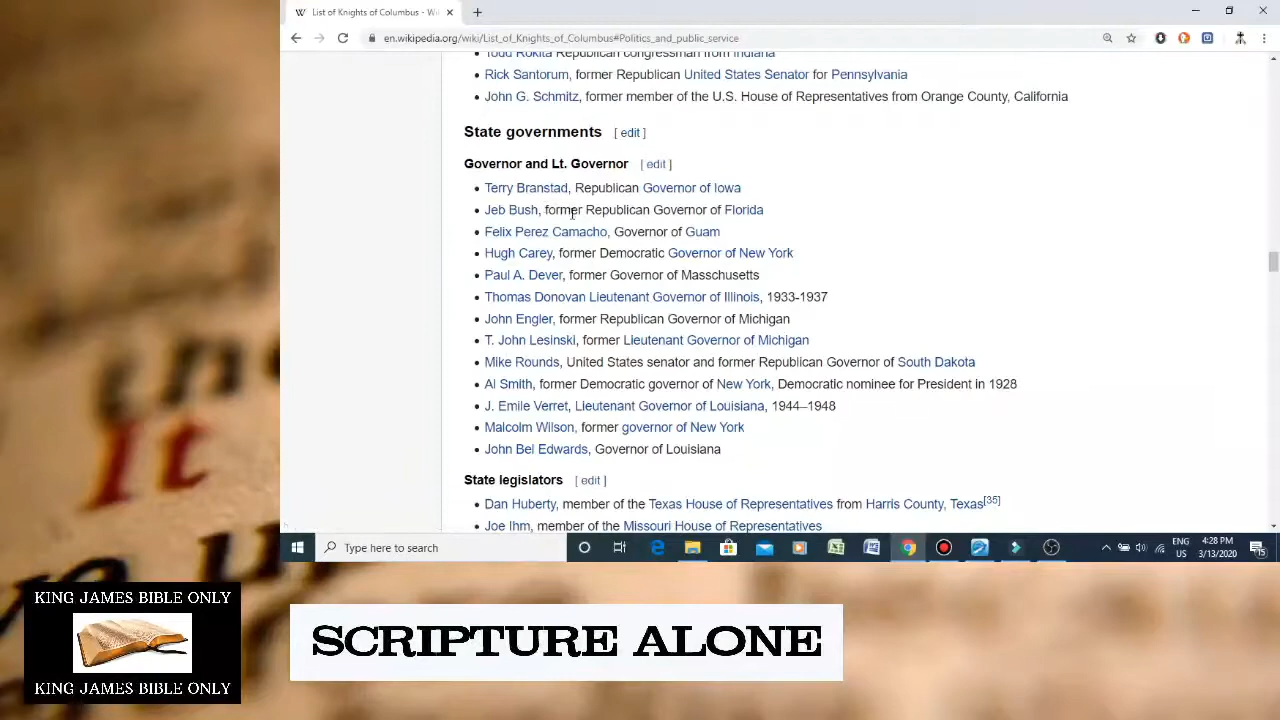 List of Knights of Columbus - Wi
en.wikipedia.org/wiki/List_of_Knights_of_Columbus#Politics_and_public_service
Todd Rokita Republican congressman from Indiana
Rick Santorum, former Republican United States Senator for Pennsylvania
John G. Schmitz, former member of the U.S. House of Representatives from Orange County, California
State governments [ edit ]
Governor and Lt. Governor [ edit ]
Terry Branstad, Republican Governor of Iowa
Jeb Bush, former Republican Governor of Florida
Felix Perez Camacho, Governor of Guam
Hugh Carey, former Democratic Governor of New York
Paul A. Dever, former Governor of Masschusetts
Thomas Donovan Lieutenant Governor of Illinois, 1933-1937
John Engler, former Republican Governor of Michigan
T. John Lesinski, former Lieutenant Governor of Michigan
Mike Rounds, United States senator and former Republican Governor of South Dakota
Al Smith, former Democratic governor of New York, Democratic nominee for President in 1928
J. Emile Verret, Lieutenant Governor of Louisiana, 1944–1948
Malcolm Wilson, former governor of New York
John Bel Edwards, Governor of Louisiana
State legislators [ edit ]
Dan Huberty, member of the Texas House of Representatives from Harris County, Texas[35]
Joe Ihm, member of the Missouri House of Representatives
Type here to search
ENG
US
4:28 PM
3/13/2020
15
It
KING JAMES BIBLE ONLY
KING JAMES BIBLE ONLY
SCRIPTURE ALONE